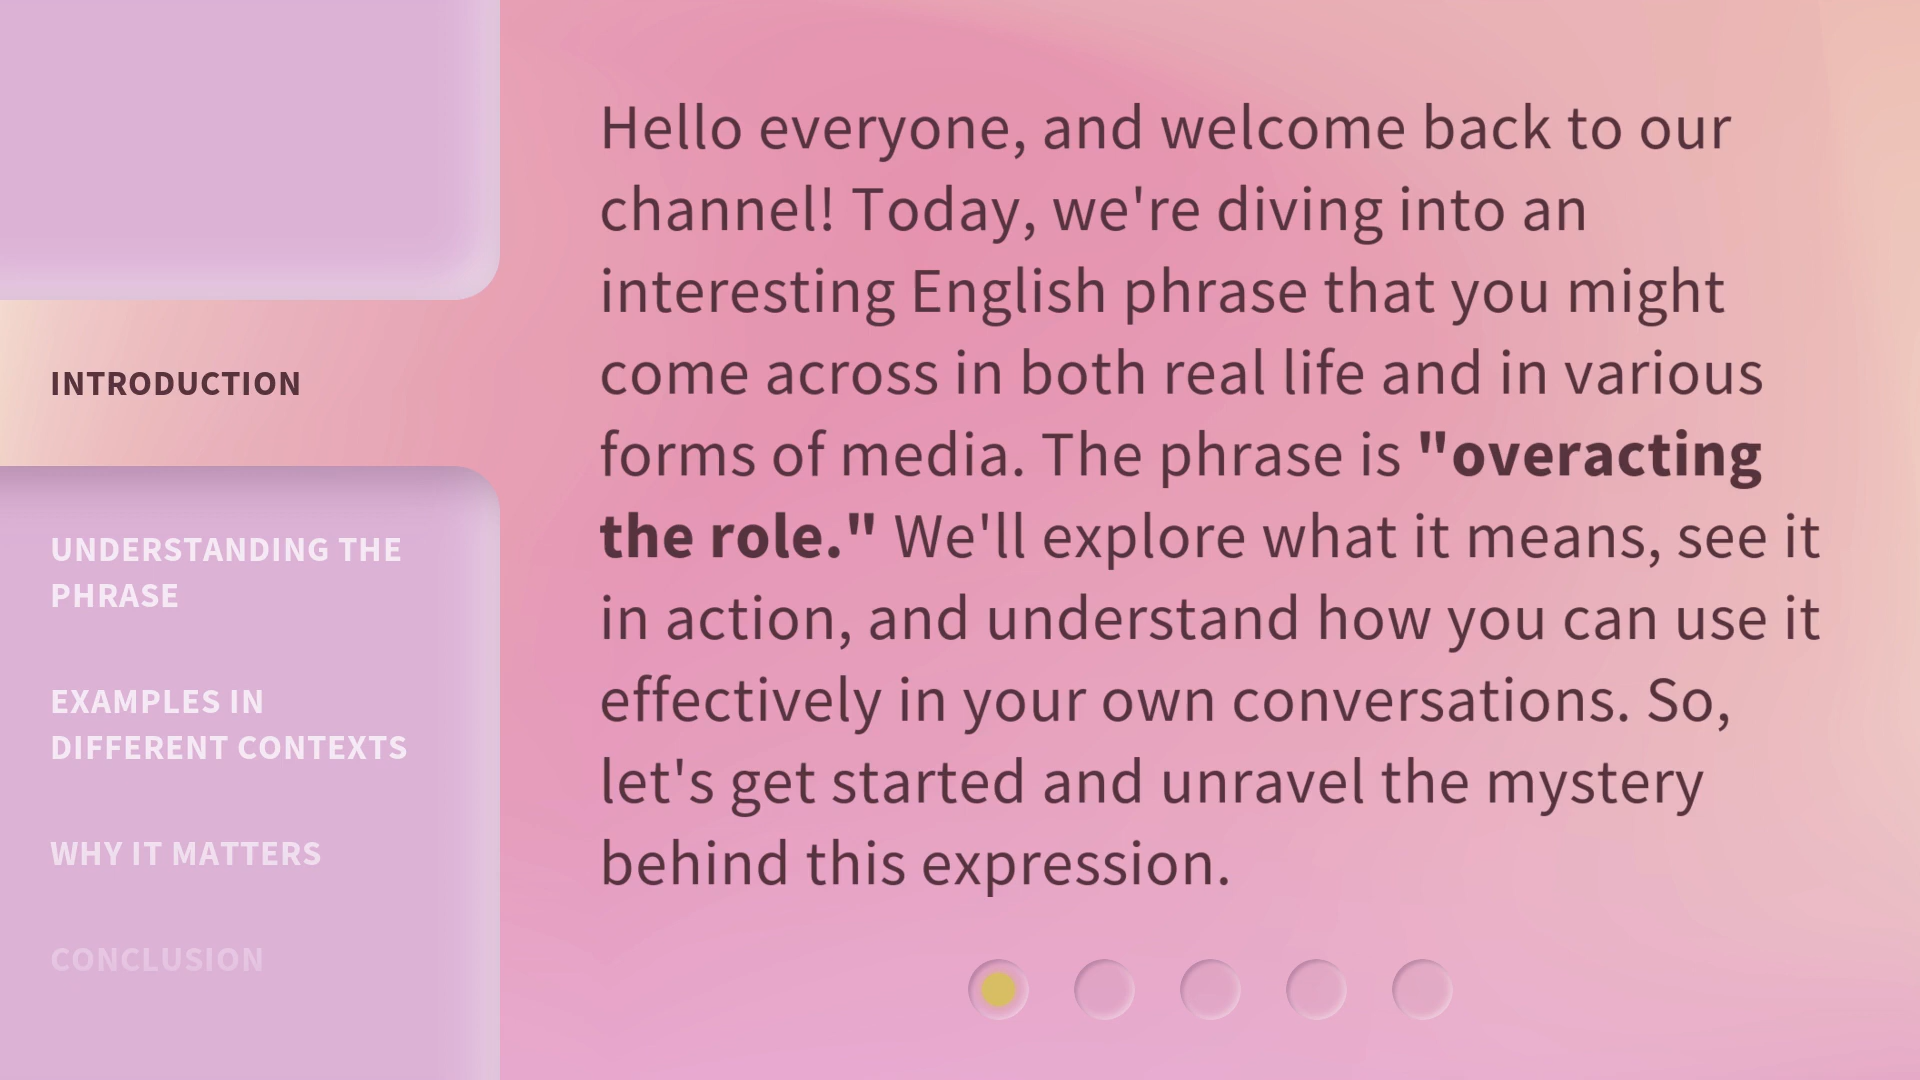 INTRODUCTION
UNDERSTANDING THE
PHRASE
EXAMPLES IN
DIFFERENT CONTEXTS
WHY IT MATTERS
CONCLUSION
Hello everyone, and welcome back to our
channel! Today, we're diving into an
interesting English phrase that you might
come across in both real life and in various
forms of media. The phrase is "overacting
the role." We'll explore what it means, see it
in action, and understand how you can use it
effectively in your own conversations. So,
let's get started and unravel the mystery
behind this expression.